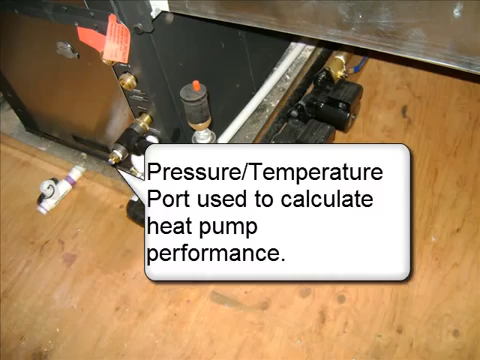 Pressure/Temperature
Port used to calculate
heat pump
performance.